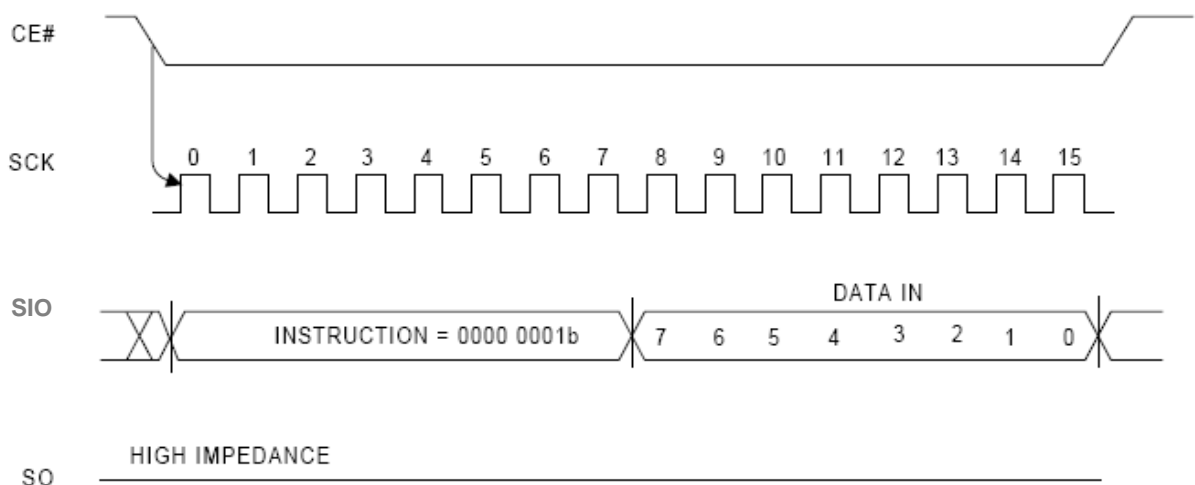 CE#
SCK
0 1 2 3 4 5 6 7 8 9 10 11 12 13 14 15
SIO
DATA IN
INSTRUCTION = 0000 0001b
7 6 5 4 3 2 1 0
HIGH IMPEDANCE
SO